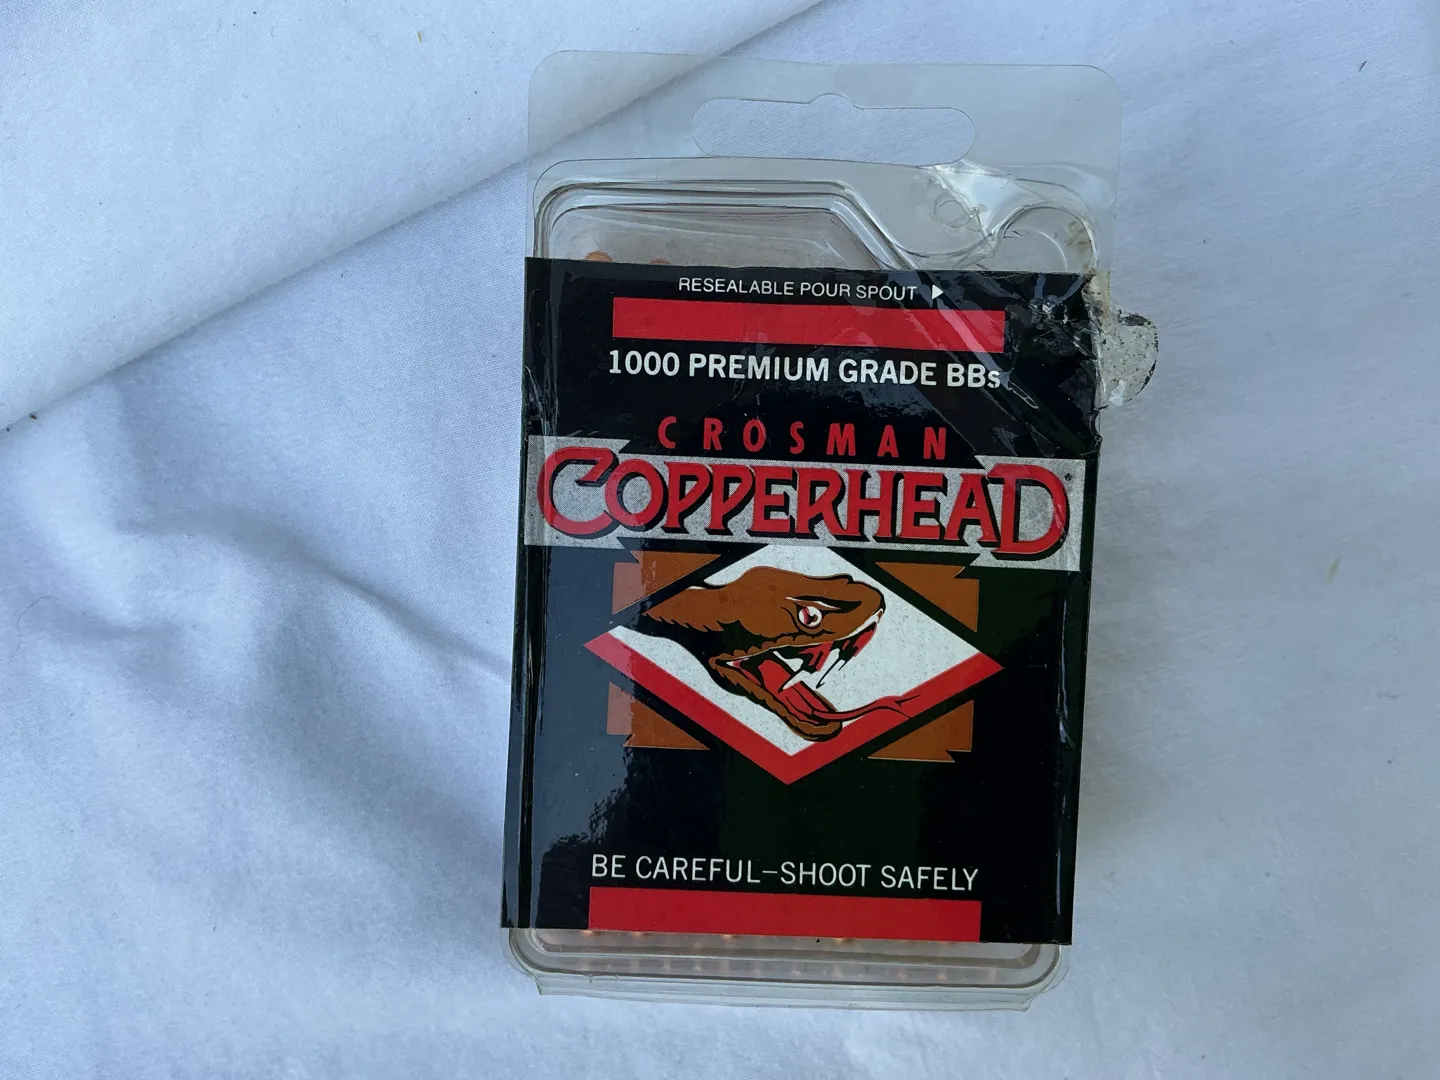 RESEALABLE POUR SPOUT ▶
1000 PREMIUM GRADE BBs
CROSMAN
COPPERHEAD
BE CAREFUL–SHOOT SAFELY